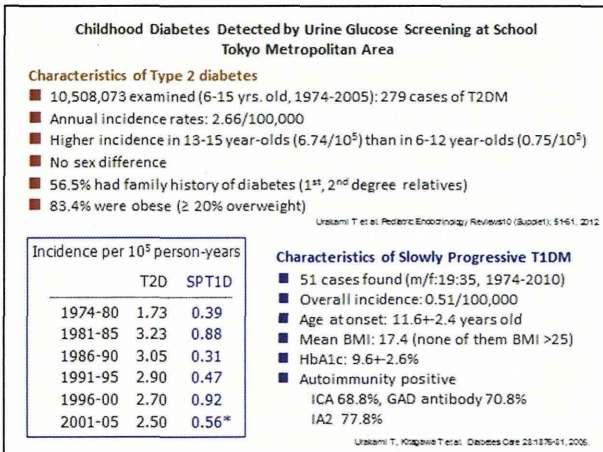 Childhood Diabetes Detected by Urine Glucose Screening at School
Tokyo Metropolitan Area
Characteristics of Type 2 diabetes
■ 10,508,073 examined (6-15 yrs. old, 1974-2005): 279 cases of T2DM
■ Annual incidence rates: 2.66/100,000
■ Higher incidence in 13-15 year-olds (6.74/10⁵) than in 6-12 year-olds (0.75/10⁵)
■ No sex difference
■ 56.5% had family history of diabetes (1st, 2nd degree relatives)
■ 83.4% were obese (≥ 20% overweight)
Urakami T et al. Pediatric Endocrinology Reviews10 (Supplet); 51-61, 2012
Incidence per 10⁵ person-years
T2D SPT1D
1974-80 1.73 0.39
1981-85 3.23 0.88
1986-90 3.05 0.31
1991-95 2.90 0.47
1996-00 2.70 0.92
2001-05 2.50 0.56*
Characteristics of Slowly Progressive T1DM
■ 51 cases found (m/f:19:35, 1974-2010)
■ Overall incidence: 0.51/100,000
■ Age at onset: 11.6+-2.4 years old
■ Mean BMI: 17.4 (none of them BMI >25)
■ HbA1c: 9.6+-2.6%
■ Autoimmunity positive
ICA 68.8%, GAD antibody 70.8%
IA2 77.8%
Urakami T, Kitagawa T et al. Diabetes Care 28:1876-81, 2005.